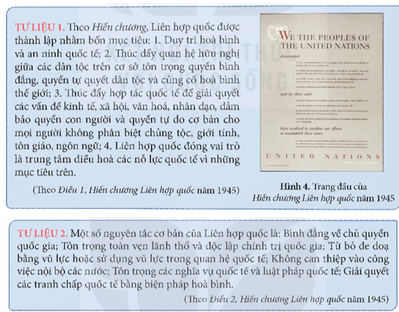 TƯ LIỆU 1. Theo Hiến chương, Liên hợp quốc được
thành lập nhằm bốn mục tiêu: 1. Duy trì hoà bình
và an ninh quốc tế; 2. Thúc đẩy quan hệ hữu nghị
giữa các dân tộc trên cơ sở tôn trọng quyền bình
đẳng, quyền tự quyết dân tộc và củng cố hoà bình
thế giới; 3. Thúc đẩy hợp tác quốc tế để giải quyết
các vấn đề kinh tế, xã hội, văn hoá, nhân đạo, đảm
bảo quyền con người và quyền tự do cơ bản cho
mọi người không phân biệt chủng tộc, giới tính,
tôn giáo, ngôn ngữ; 4. Liên hợp quốc đóng vai trò
là trung tâm điều hoà các nỗ lực quốc tế vì những
mục tiêu trên.
(Theo Điều 1, Hiến chương Liên hợp quốc năm 1945)
WE THE PEOPLES OF
THE UNITED NATIONS
UNITED NATIONS
Hình 4. Trang đầu của
Hiến chương Liên hợp quốc năm 1945
TƯ LIỆU 2. Một số nguyên tắc cơ bản của Liên hợp quốc là: Bình đẳng về chủ quyền
quốc gia; Tôn trọng toàn vẹn lãnh thổ và độc lập chính trị quốc gia; Từ bỏ đe doạ
bằng vũ lực hoặc sử dụng vũ lực trong quan hệ quốc tế; Không can thiệp vào công
việc nội bộ các nước; Tôn trọng các nghĩa vụ quốc tế và luật pháp quốc tế; Giải quyết
các tranh chấp quốc tế bằng biện pháp hoà bình.
(Theo Điều 2, Hiến chương Liên hợp quốc năm 1945)